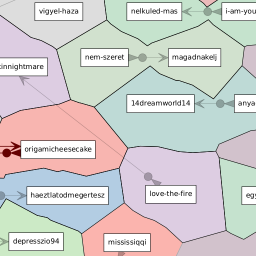 vigyel-haza
nelkuled-mas
i-am-you
nem-szeret
magadnakelj
kinnightmare
14dreamworld14
anya
origamicheesecake
haeztlatodmegertesz
love-the-fire
egy
depresszio94
mississiqqi